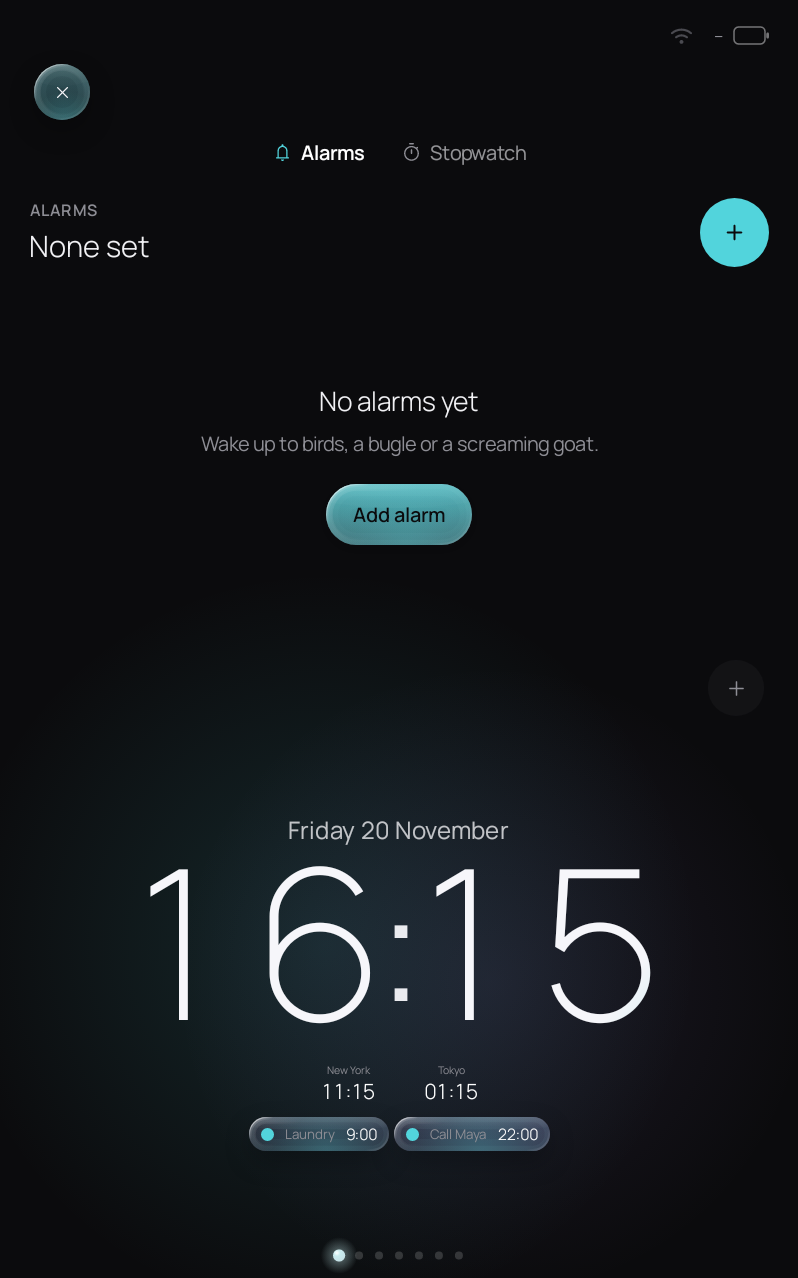 Alarms Stopwatch
ALARMS
None set
No alarms yet
Wake up to birds, a bugle or a screaming goat.
Add alarm
Friday 20 November
16:15
New York Tokyo
11:15 01:15
Laundry 9:00 Call Maya 22:00